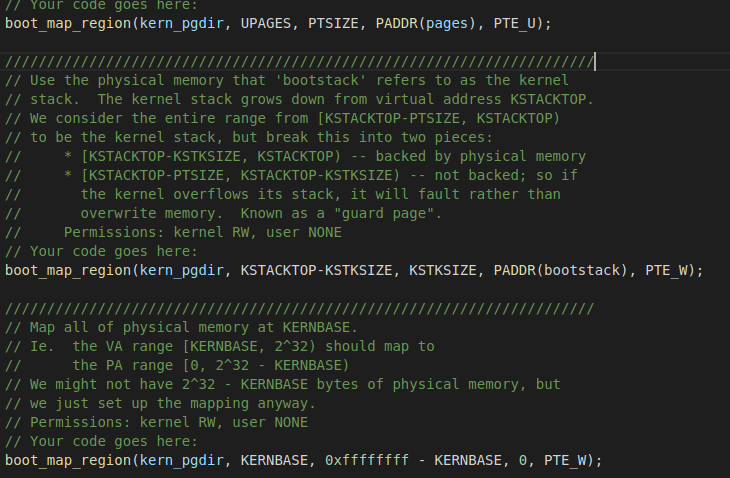 // Your code goes here:
boot_map_region(kern_pgdir, UPAGES, PTSIZE, PADDR(pages), PTE_U);
//////////////////////////////////////////////////////////////////////
// Use the physical memory that 'bootstack' refers to as the kernel
// stack.  The kernel stack grows down from virtual address KSTACKTOP.
// We consider the entire range from [KSTACKTOP-PTSIZE, KSTACKTOP)
// to be the kernel stack, but break this into two pieces:
//     * [KSTACKTOP-KSTKSIZE, KSTACKTOP) -- backed by physical memory
//     * [KSTACKTOP-PTSIZE, KSTACKTOP-KSTKSIZE) -- not backed; so if
//       the kernel overflows its stack, it will fault rather than
//       overwrite memory.  Known as a "guard page".
//     Permissions: kernel RW, user NONE
// Your code goes here:
boot_map_region(kern_pgdir, KSTACKTOP-KSTKSIZE, KSTKSIZE, PADDR(bootstack), PTE_W);
//////////////////////////////////////////////////////////////////////
// Map all of physical memory at KERNBASE.
// Ie.  the VA range [KERNBASE, 2^32) should map to
//      the PA range [0, 2^32 - KERNBASE)
// We might not have 2^32 - KERNBASE bytes of physical memory, but
// we just set up the mapping anyway.
// Permissions: kernel RW, user NONE
// Your code goes here:
boot_map_region(kern_pgdir, KERNBASE, 0xffffffff - KERNBASE, 0, PTE_W);